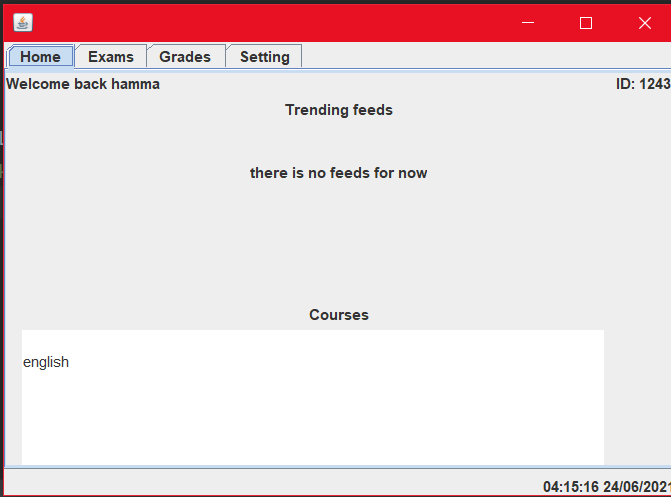 Home Exams Grades Setting
Welcome back hamma ID: 1243
Trending feeds
there is no feeds for now
Courses
english
04:15:16 24/06/2021